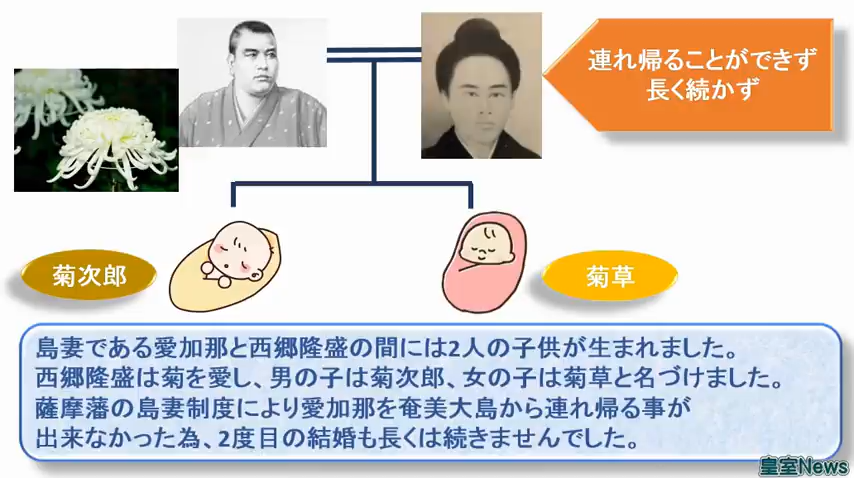 連れ帰ることができず
長く続かず
菊次郎
菊草
島妻である愛加那と西郷隆盛の間には2人の子供が生まれました。
西郷隆盛は菊を愛し、男の子は菊次郎、女の子は菊草と名づけました。
薩摩藩の島妻制度により愛加那を奄美大島から連れ帰る事が
出来なかった為、2度目の結婚も長くは続きませんでした。
皇室News